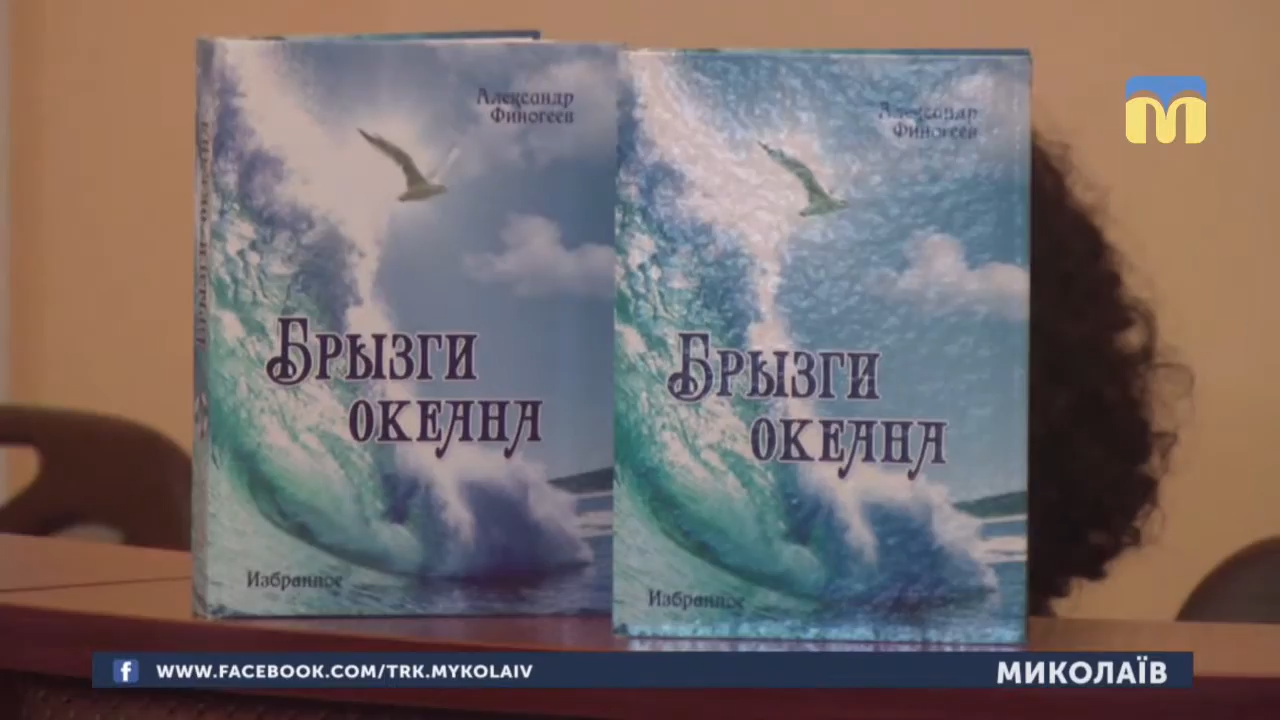 Александр
Финогеев
Брызги
океана
Избранное
Александр
Финогеев
Брызги
океана
Избранное
WWW.FACEBOOK.COM/TRK.MYKOLAIV
МИКОЛАЇВ